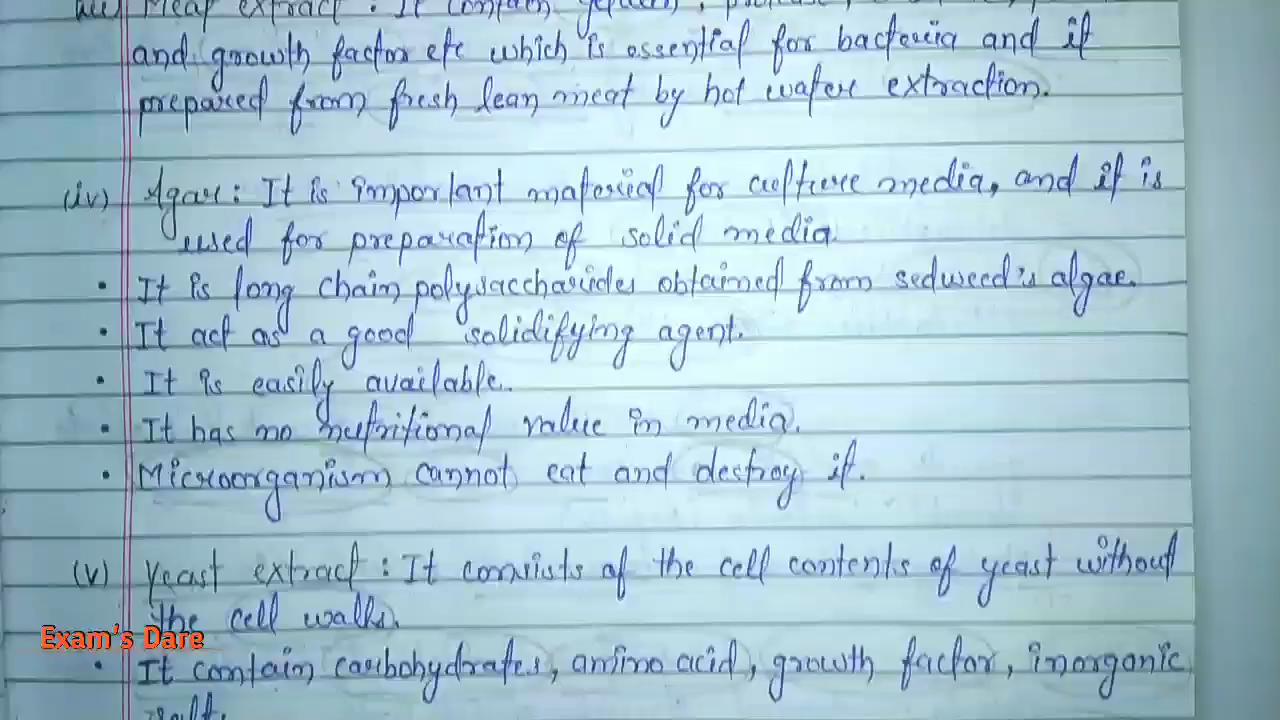 extract : It contain
and growth factor etc which is essential for bacteria and it
prepared from fresh lean meat by hot water extraction.
(iv) Agar : It is important material for culture media, and it is
used for preparation of solid media
• It is long chain polysaccharides obtained from seaweed's algae.
• It act as a good solidifying agent.
• It is easily available.
• It has no nutritional value in media.
• Microorganism cannot eat and destroy it.
(v) Yeast extract : It consists of the cell contents of yeast without
the cell walls.
Exam's Dare
• It contain carbohydrates, amino acid, growth factor, inorganic
salt.